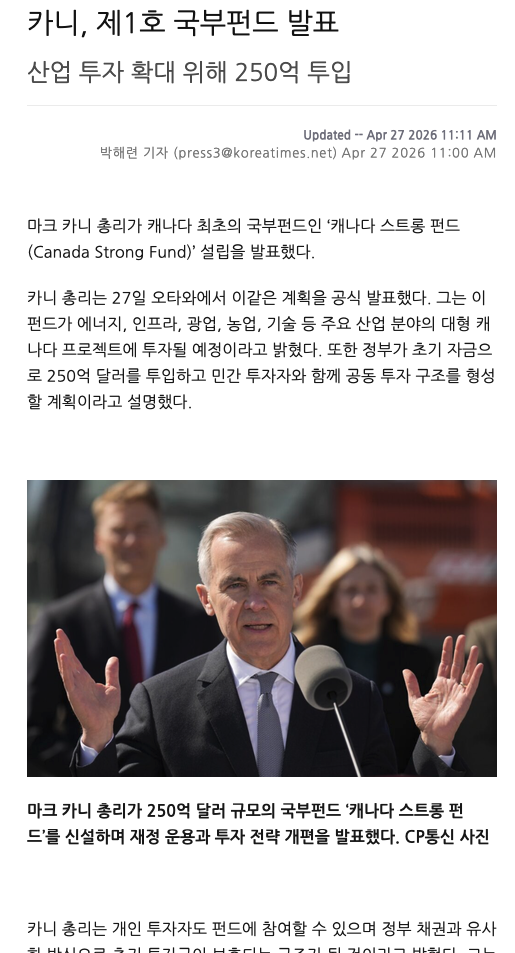 카니, 제1호 국부펀드 발표
산업 투자 확대 위해 250억 투입
Updated -- Apr 27 2026 11:11 AM
박해련 기자 (press3@koreatimes.net) Apr 27 2026 11:00 AM
마크 카니 총리가 캐나다 최초의 국부펀드인 ‘캐나다 스트롱 펀드
(Canada Strong Fund)’ 설립을 발표했다.
카니 총리는 27일 오타와에서 이같은 계획을 공식 발표했다. 그는 이
펀드가 에너지, 인프라, 광업, 농업, 기술 등 주요 산업 분야의 대형 캐
나다 프로젝트에 투자될 예정이라고 밝혔다. 또한 정부가 초기 자금으
로 250억 달러를 투입하고 민간 투자자와 함께 공동 투자 구조를 형성
할 계획이라고 설명했다.
마크 카니 총리가 250억 달러 규모의 국부펀드 ‘캐나다 스트롱 펀
드’를 신설하며 재정 운용과 투자 전략 개편을 발표했다. CP통신 사진
카니 총리는 개인 투자자도 펀드에 참여할 수 있으며 정부 채권과 유사